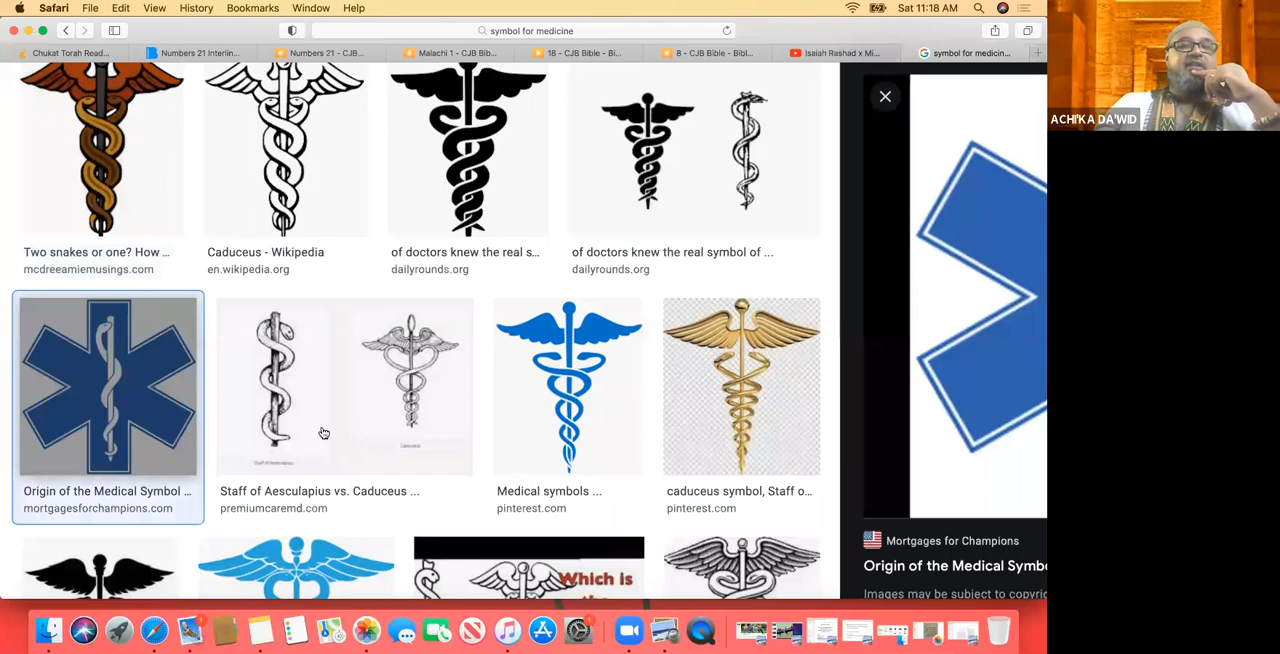 Safari File Edit View History Bookmarks Window Help Sat 11:18 AM
symbol for medicine
Chukat Torah Read... Numbers 21 Interlin... Numbers 21 - CJB... Malachi 1 - CJB Bib... 18 - CJB Bible - Bi... 8 - CJB Bible - Bibl... Isaiah Rashad x Mi... symbol for medicin...
ACHI'KA DA'WID
Two snakes or one? How ...
mcdreeamiemusings.com
Caduceus - Wikipedia
en.wikipedia.org
of doctors knew the real s...
dailyrounds.org
of doctors knew the real symbol of ...
dailyrounds.org
Staff of Aesculapius
Caduceus
Origin of the Medical Symbol ...
mortgagesforchampions.com
Staff of Aesculapius vs. Caduceus ...
premiumcaremd.com
Medical symbols ...
pinterest.com
caduceus symbol, Staff o...
pinterest.com
Which is
Mortgages for Champions
Origin of the Medical Symbo
Images may be subject to copyric